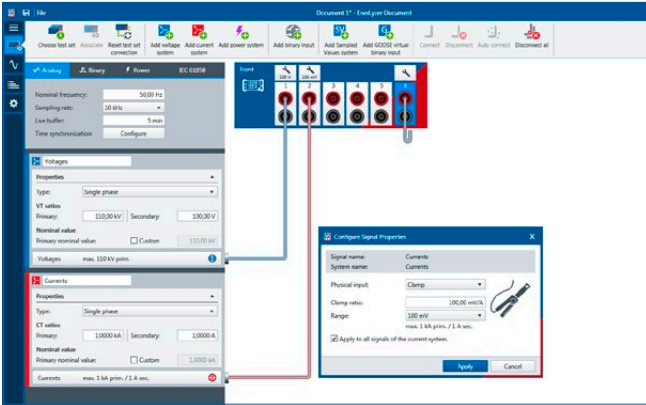 File
Document 1* - EnerLyzer Document
Choose test set
Associate
Reset test set connection
Add voltage system
Add current system
Add power system
Add binary input
Add Sampled Values system
Add GOOSE virtual binary input
Connect
Disconnect
Auto connect
Disconnect all
Analog
Binary
Power
IEC 61850
Nominal frequency: 50,00 Hz
Sampling rate: 10 kHz
Live buffer: 5 min
Time synchronization: Configure
Voltages
Properties
Type: Single phase
VT ratios
Primary: 110,00 kV Secondary: 100,00 V
Nominal value
Primary nominal value: Custom 110,00 kV
Voltages max. 110 kV prim.
Currents
Properties
Type: Single phase
CT ratios
Primary: 1,0000 kA Secondary: 1,0000 A
Nominal value
Primary nominal value: Custom 1,0000 kA
Currents max. 1 kA prim. / 1 A sec.
Front
100 V 100 mV
1 2 3 4 5 6
Configure Signal Properties X
Signal name: Currents
System name: Currents
Physical input: Clamp
Clamp ratio: 100,00 mV/A
Range: 100 mV
max. 1 kA prim. / 1 A sec.
Apply to all signals of the current system.
Apply Cancel